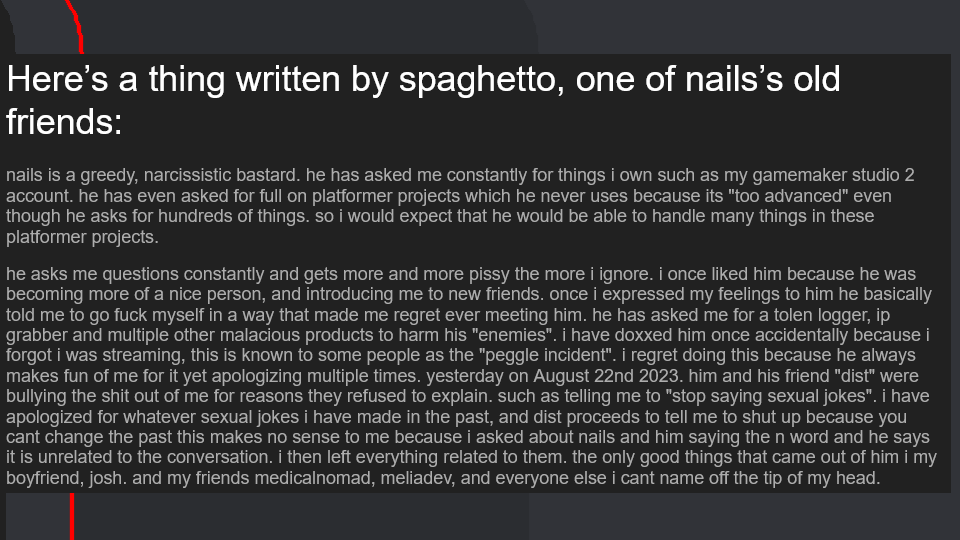 Here’s a thing written by spaghetto, one of nails’s old
friends:
nails is a greedy, narcissistic bastard. he has asked me constantly for things i own such as my gamemaker studio 2
account. he has even asked for full on platformer projects which he never uses because its "too advanced" even
though he asks for hundreds of things. so i would expect that he would be able to handle many things in these
platformer projects.
he asks me questions constantly and gets more and more pissy the more i ignore. i once liked him because he was
becoming more of a nice person, and introducing me to new friends. once i expressed my feelings to him he basically
told me to go fuck myself in a way that made me regret ever meeting him. he has asked me for a tolen logger, ip
grabber and multiple other malacious products to harm his "enemies". i have doxxed him once accidentally because i
forgot i was streaming, this is known to some people as the "peggle incident". i regret doing this because he always
makes fun of me for it yet apologizing multiple times. yesterday on August 22nd 2023. him and his friend "dist" were
bullying the shit out of me for reasons they refused to explain. such as telling me to "stop saying sexual jokes". i have
apologized for whatever sexual jokes i have made in the past, and dist proceeds to tell me to shut up because you
cant change the past this makes no sense to me because i asked about nails and him saying the n word and he says
it is unrelated to the conversation. i then left everything related to them. the only good things that came out of him i my
boyfriend, josh. and my friends medicalnomad, meliadev, and everyone else i cant name off the tip of my head.